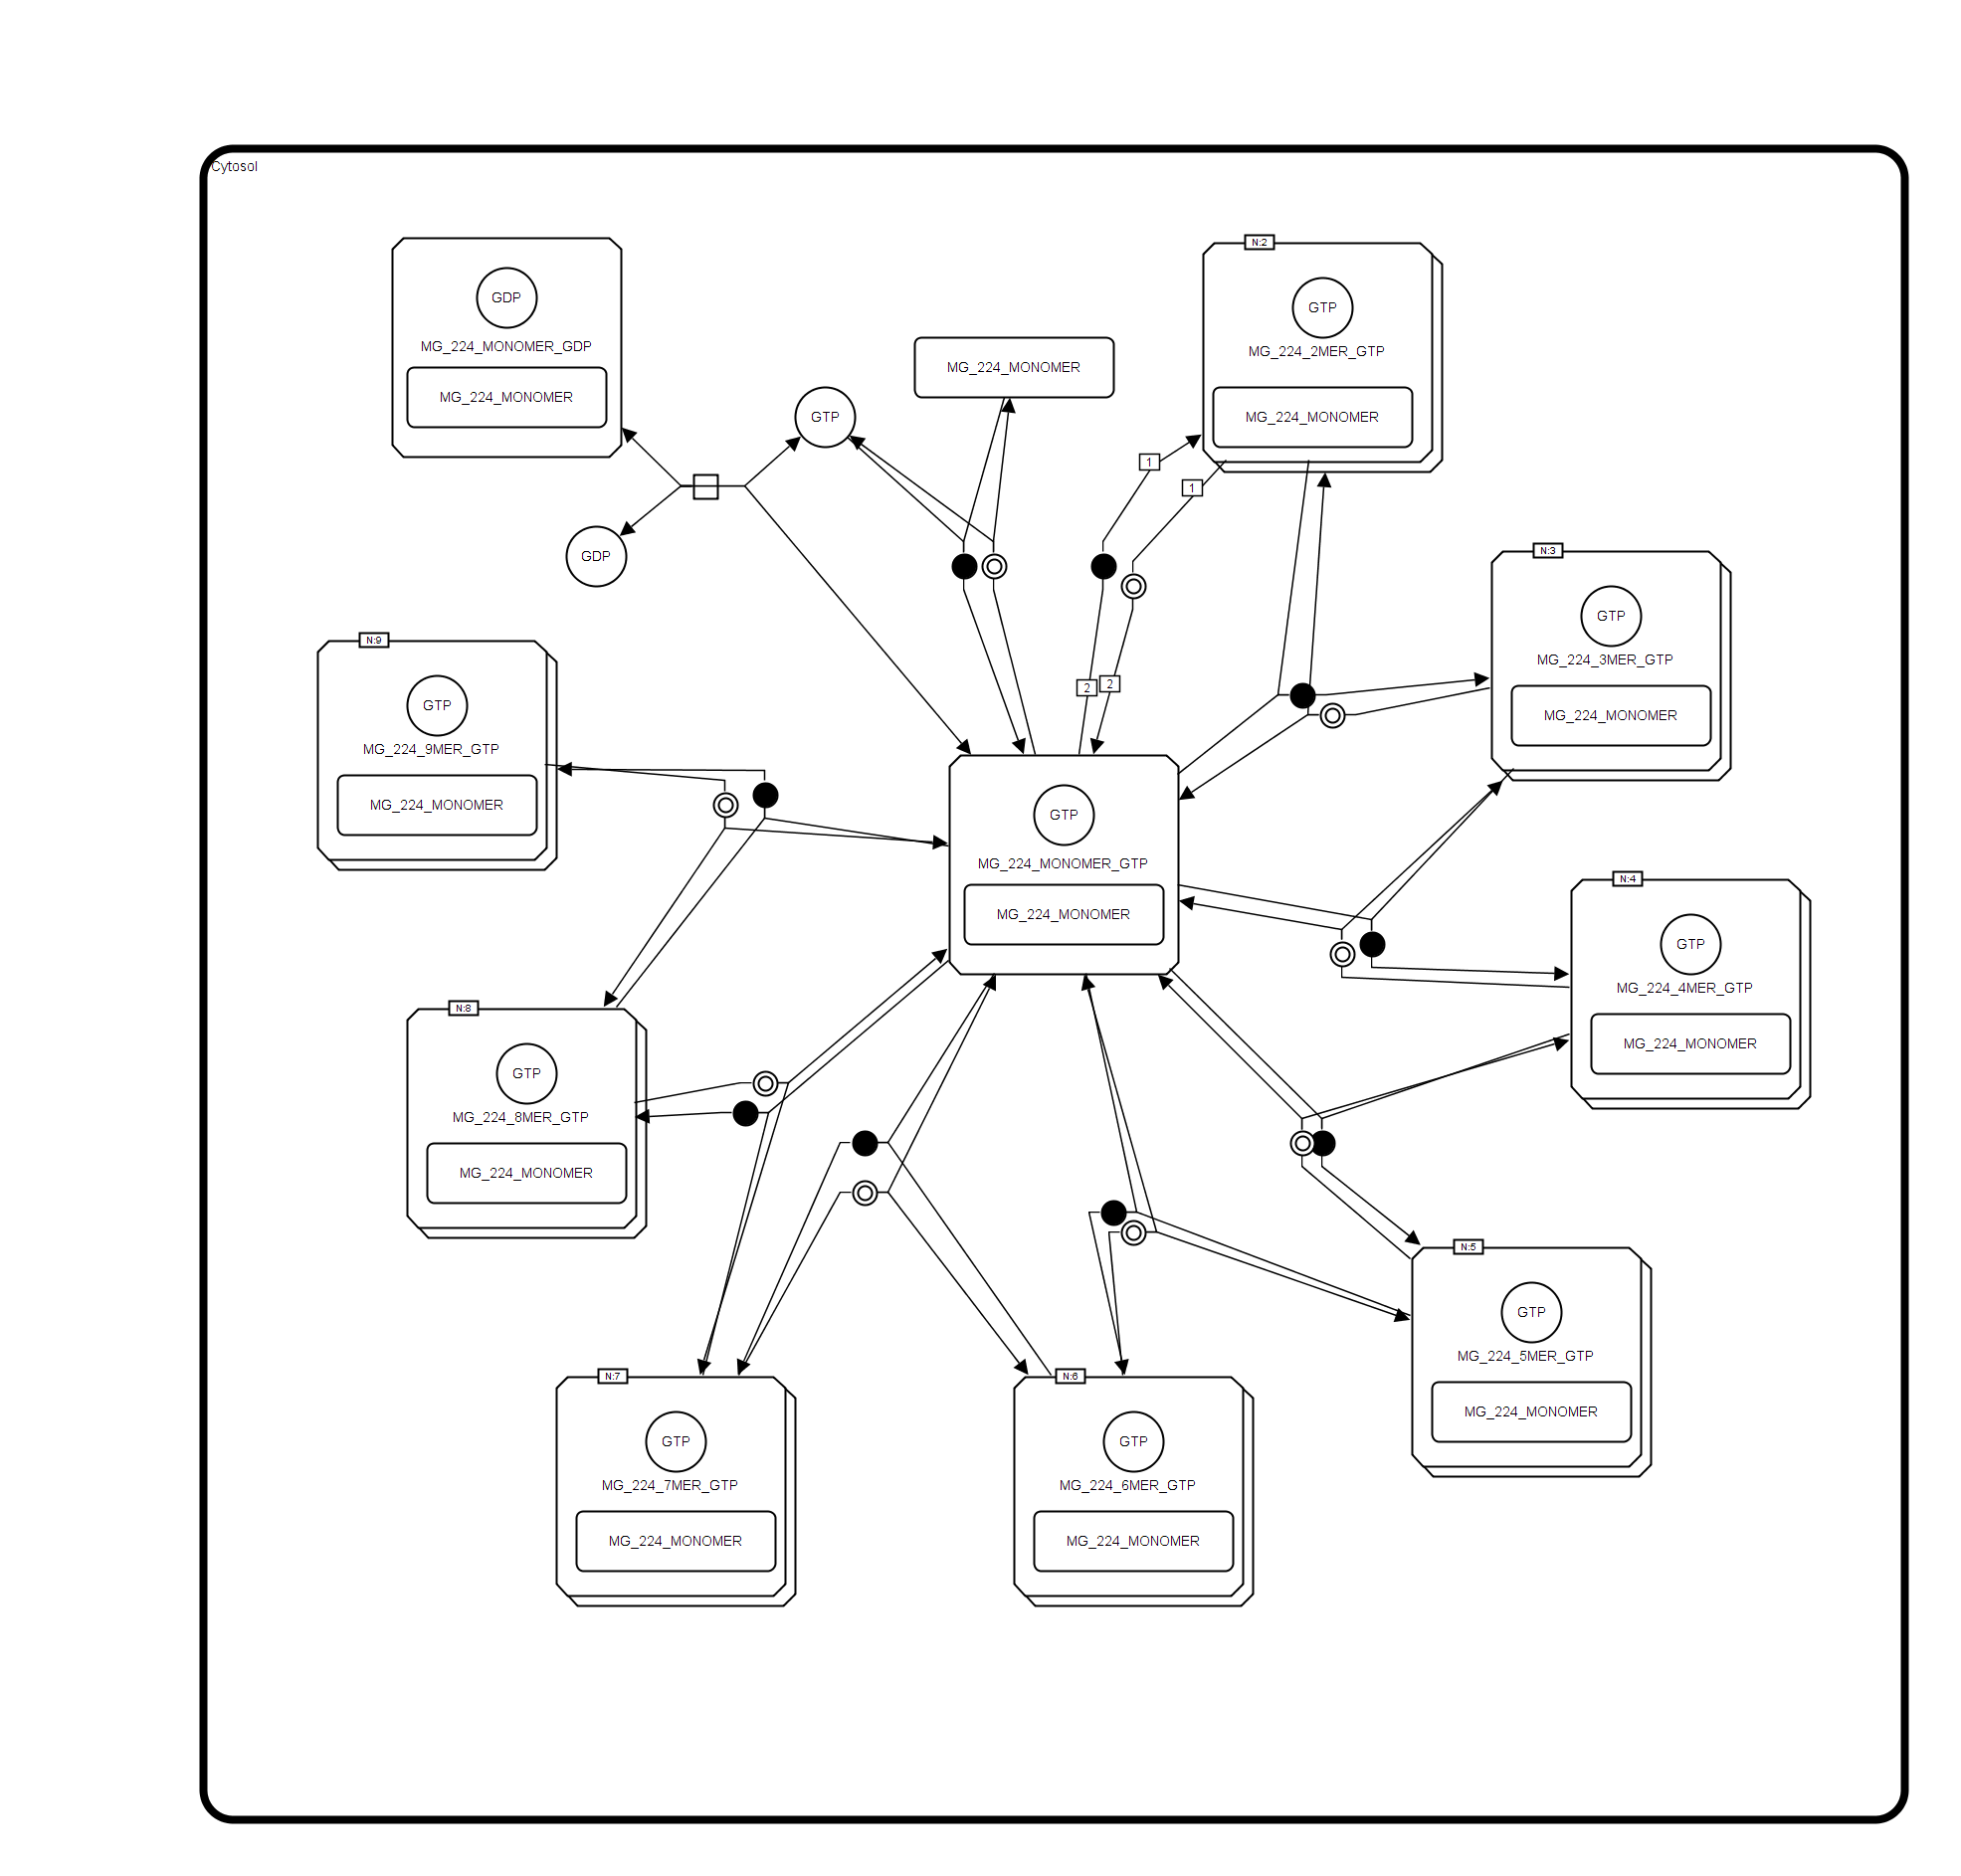 Cytosol
GDP
MG_224_MONOMER_GDP
MG_224_MONOMER
GTP
MG_224_MONOMER
N:2
GTP
MG_224_2MER_GTP
MG_224_MONOMER
1
1
GDP
N:3
GTP
MG_224_3MER_GTP
MG_224_MONOMER
N:9
GTP
MG_224_9MER_GTP
MG_224_MONOMER
2
2
GTP
MG_224_MONOMER_GTP
MG_224_MONOMER
N:4
GTP
MG_224_4MER_GTP
MG_224_MONOMER
N:8
GTP
MG_224_8MER_GTP
MG_224_MONOMER
N:5
GTP
MG_224_5MER_GTP
MG_224_MONOMER
N:7
GTP
MG_224_7MER_GTP
MG_224_MONOMER
N:6
GTP
MG_224_6MER_GTP
MG_224_MONOMER